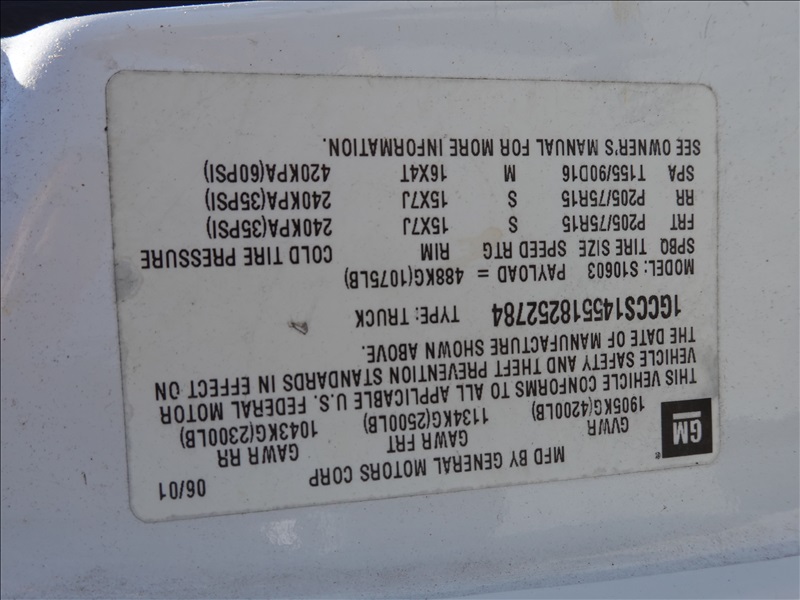 MFD BY GENERAL MOTORS CORP 06/01
GVWR GAWR FRT GAWR RR
1905KG(4200LB) 1134KG(2500LB) 1043KG(2300LB)
GM
THIS VEHICLE CONFORMS TO ALL APPLICABLE U.S. FEDERAL MOTOR
VEHICLE SAFETY AND THEFT PREVENTION STANDARDS IN EFFECT ON
THE DATE OF MANUFACTURE SHOWN ABOVE.
1GCCS145518252784 TYPE: TRUCK
MODEL: S10603 PAYLOAD = 488KG(1075LB)
SPBQ TIRE SIZE SPEED RTG RIM COLD TIRE PRESSURE
FRT P205/75R15 S 15X7J 240KPA(35PSI)
RR P205/75R15 S 15X7J 240KPA(35PSI)
SPA T155/90D16 M 16X4T 420KPA(60PSI)
SEE OWNER'S MANUAL FOR MORE INFORMATION.